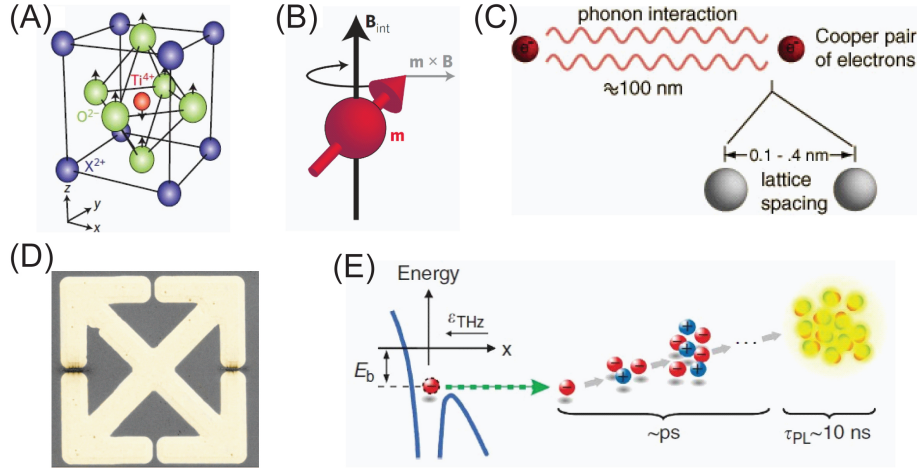 (A)
Ti4+
O2−
X2+
z
y
x
(B)
Bint
m × B
m
(C)
phonon interaction
e−
e−
Cooper pair
of electrons
≈100 nm
0.1 - .4 nm
lattice
spacing
(D)
(E)
Energy
εTHz
x
Eb
− + − + − + − + −
...
~ps
τPL~10 ns